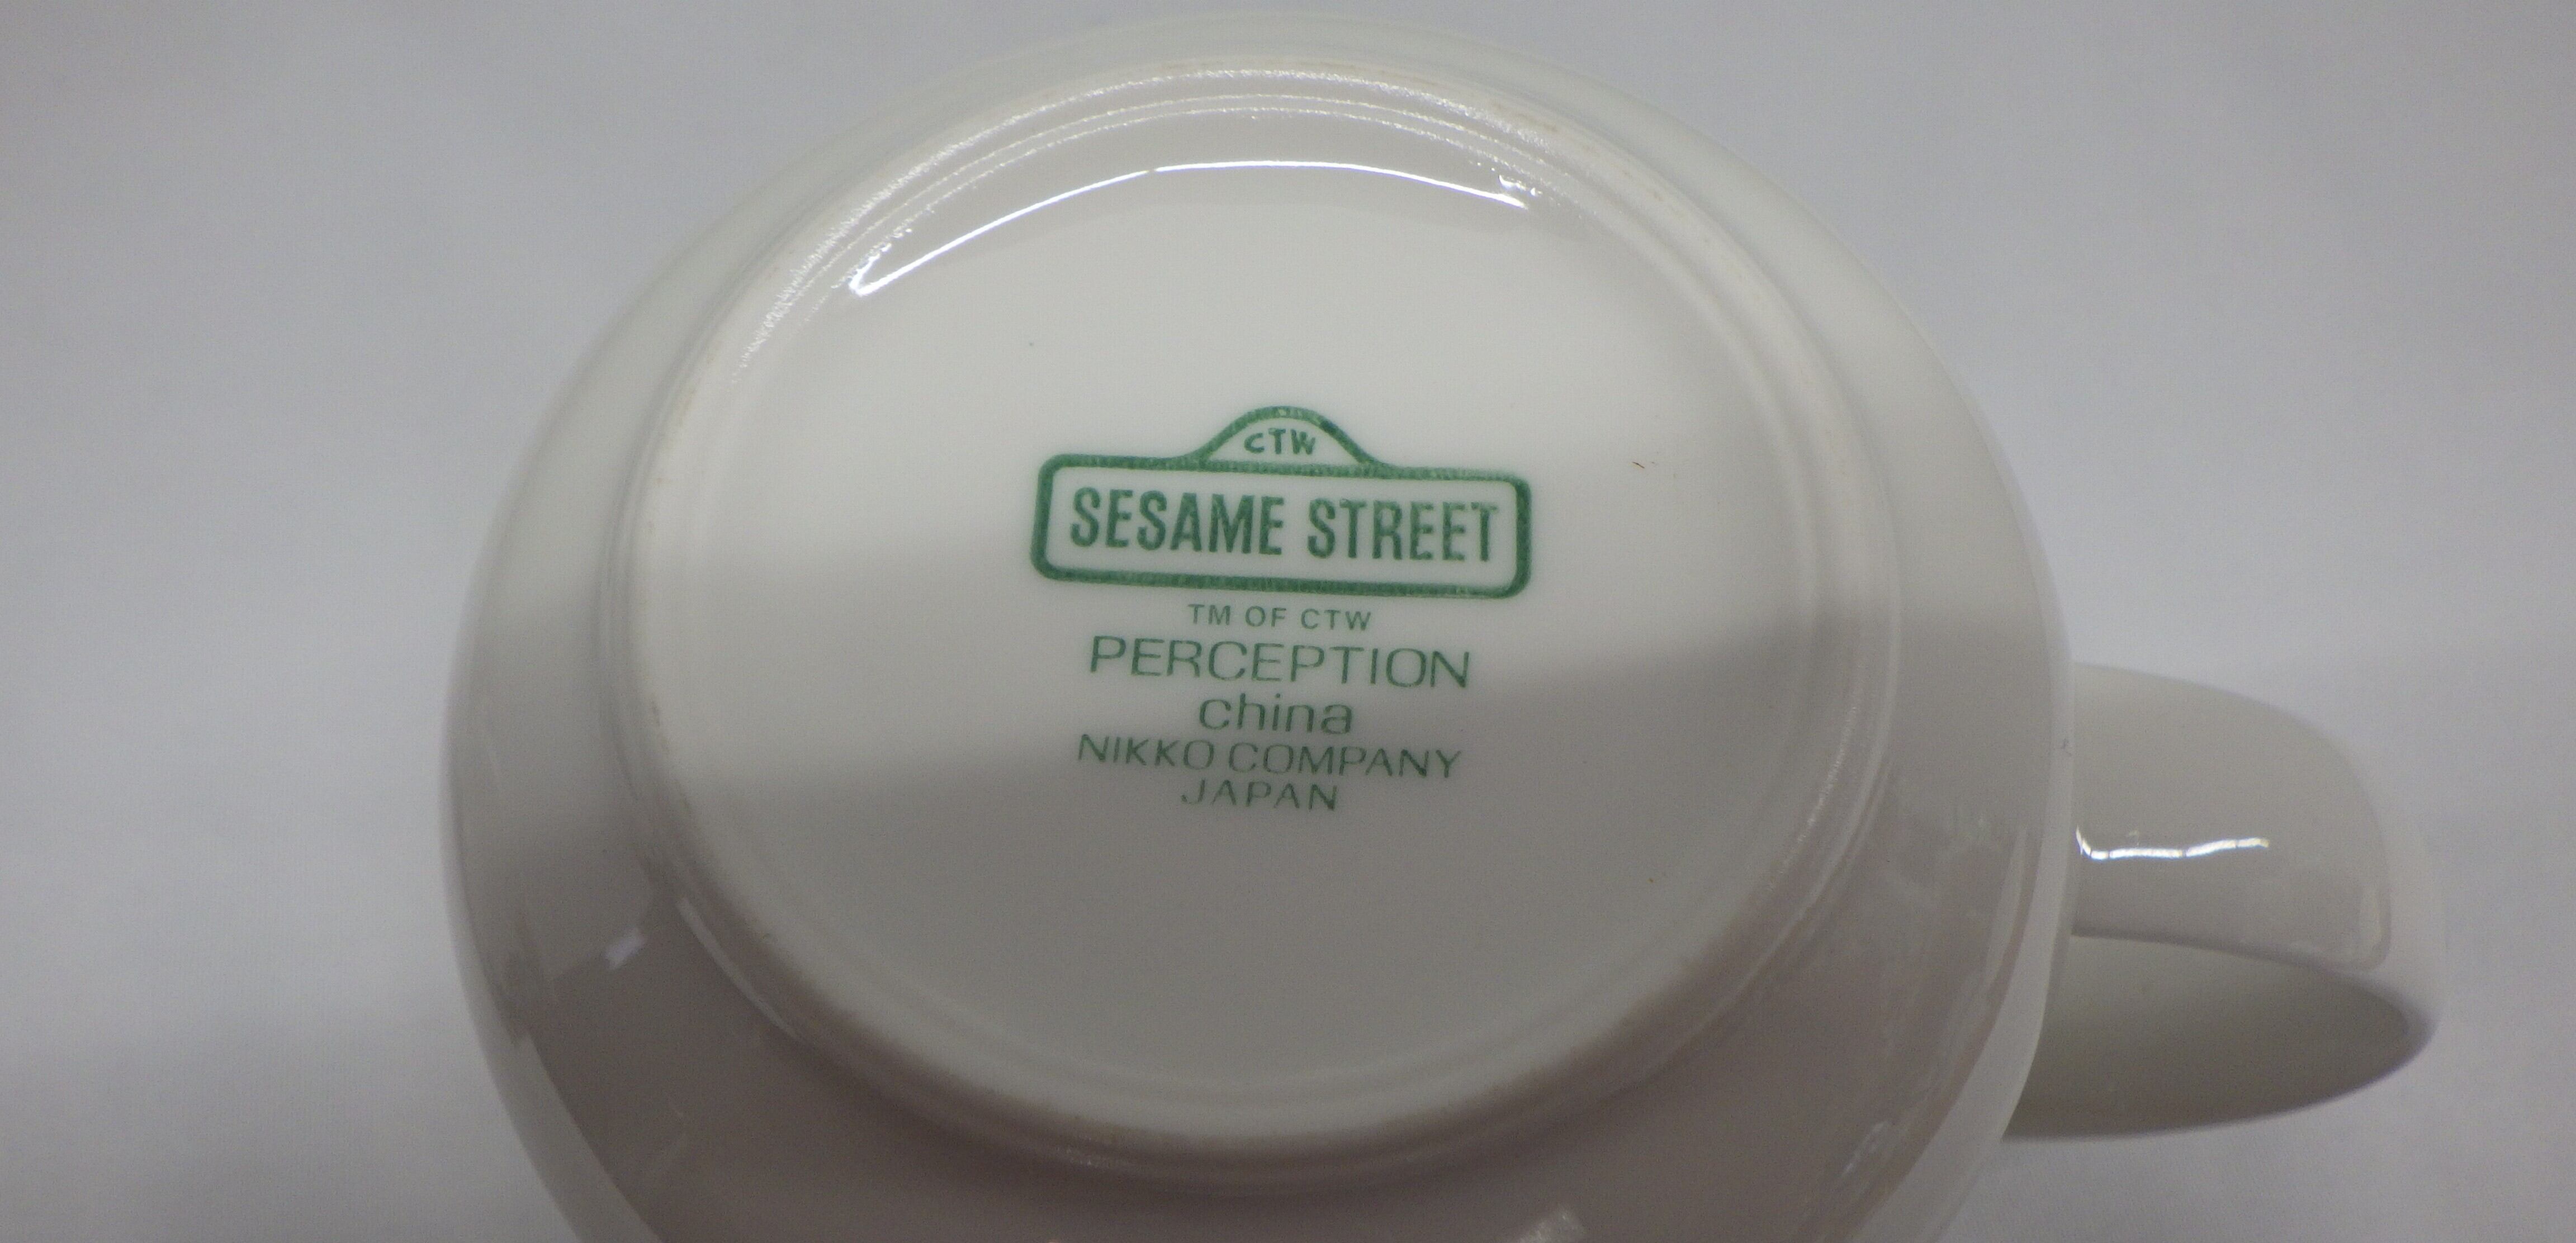 CTW
SESAME STREET
TM OF CTW
PERCEPTION
china
NIKKO COMPANY
JAPAN